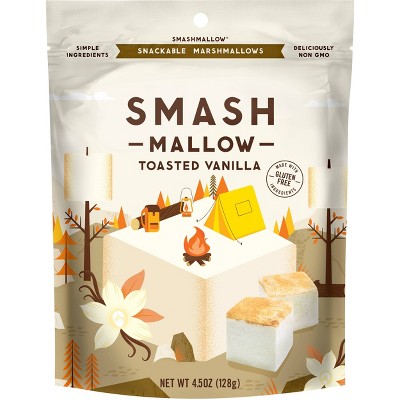 SMASHMALLOW®
SIMPLE
INGREDIENTS
SNACKABLE MARSHMALLOWS
DELICIOUSLY
NON GMO
SMASH
—MALLOW—
TOASTED VANILLA
MADE WITH
GLUTEN
FREE
INGREDIENTS
NET WT 4.5OZ (128g)